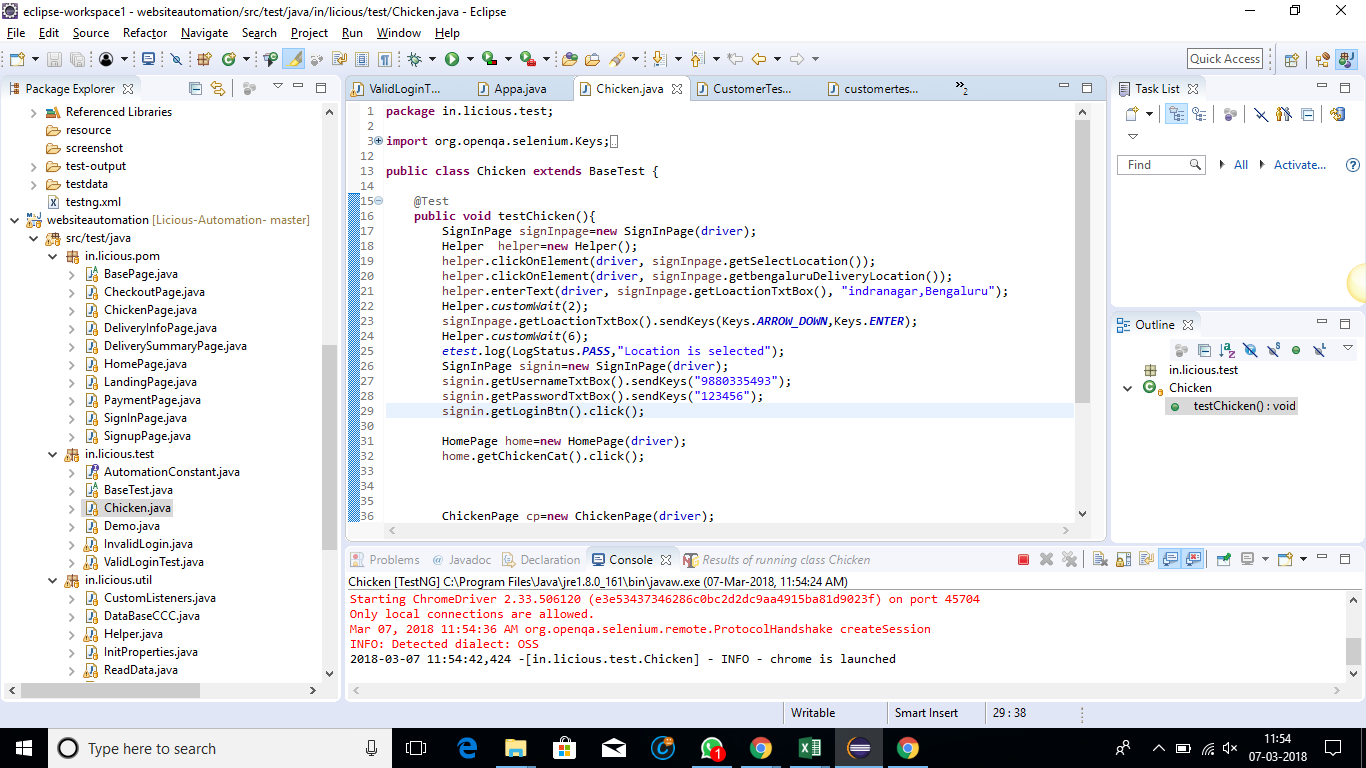 eclipse-workspace1 - websiteautomation/src/test/java/in/licious/test/Chicken.java - Eclipse
File Edit Source Refactor Navigate Search Project Run Window Help
Quick Access
Package Explorer
Referenced Libraries
resource
screenshot
test-output
testdata
testng.xml
websiteautomation [Licious-Automation- master]
src/test/java
in.licious.pom
BasePage.java
CheckoutPage.java
ChickenPage.java
DeliveryInfoPage.java
DeliverySummaryPage.java
HomePage.java
LandingPage.java
PaymentPage.java
SignInPage.java
SignupPage.java
in.licious.test
AutomationConstant.java
BaseTest.java
Chicken.java
Demo.java
InvalidLogin.java
ValidLoginTest.java
in.licious.util
CustomListeners.java
DataBaseCCC.java
Helper.java
InitProperties.java
ReadData.java
ValidLoginT... Appa.java Chicken.java CustomerTes... customertes... »2
1 package in.licious.test;
2
3 import org.openqa.selenium.Keys;
12
13 public class Chicken extends BaseTest {
14
15 @Test
16 public void testChicken(){
17 SignInPage signInpage=new SignInPage(driver);
18 Helper  helper=new Helper();
19 helper.clickOnElement(driver, signInpage.getSelectLocation());
20 helper.clickOnElement(driver, signInpage.getbengaluruDeliveryLocation());
21 helper.enterText(driver, signInpage.getLoactionTxtBox(), "indranagar,Bengaluru");
22 Helper.customWait(2);
23 signInpage.getLoactionTxtBox().sendKeys(Keys.ARROW_DOWN,Keys.ENTER);
24 Helper.customWait(6);
25 etest.log(LogStatus.PASS,"Location is selected");
26 SignInPage signin=new SignInPage(driver);
27 signin.getUsernameTxtBox().sendKeys("9880335493");
28 signin.getPasswordTxtBox().sendKeys("123456");
29 signin.getLoginBtn().click();
30
31 HomePage home=new HomePage(driver);
32 home.getChickenCat().click();
33
34
35
36 ChickenPage cp=new ChickenPage(driver);
Task List
Find All Activate...
Outline
in.licious.test
Chicken
testChicken() : void
Problems @ Javadoc Declaration Console Results of running class Chicken
Chicken [TestNG] C:\Program Files\Java\jre1.8.0_161\bin\javaw.exe (07-Mar-2018, 11:54:24 AM)
Starting ChromeDriver 2.33.506120 (e3e53437346286c0bc2d2dc9aa4915ba81d9023f) on port 45704
Only local connections are allowed.
Mar 07, 2018 11:54:36 AM org.openqa.selenium.remote.ProtocolHandshake createSession
INFO: Detected dialect: OSS
2018-03-07 11:54:42,424 -[in.licious.test.Chicken] - INFO - chrome is launched
Writable Smart Insert 29 : 38
Type here to search
1
11:54
07-03-2018